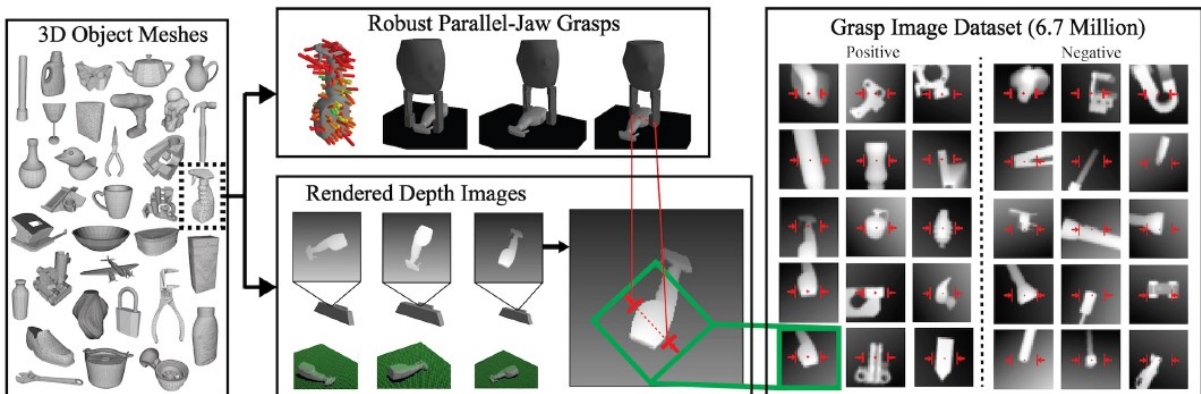 3D Object Meshes
Robust Parallel-Jaw Grasps
Rendered Depth Images
Grasp Image Dataset (6.7 Million)
Positive
Negative